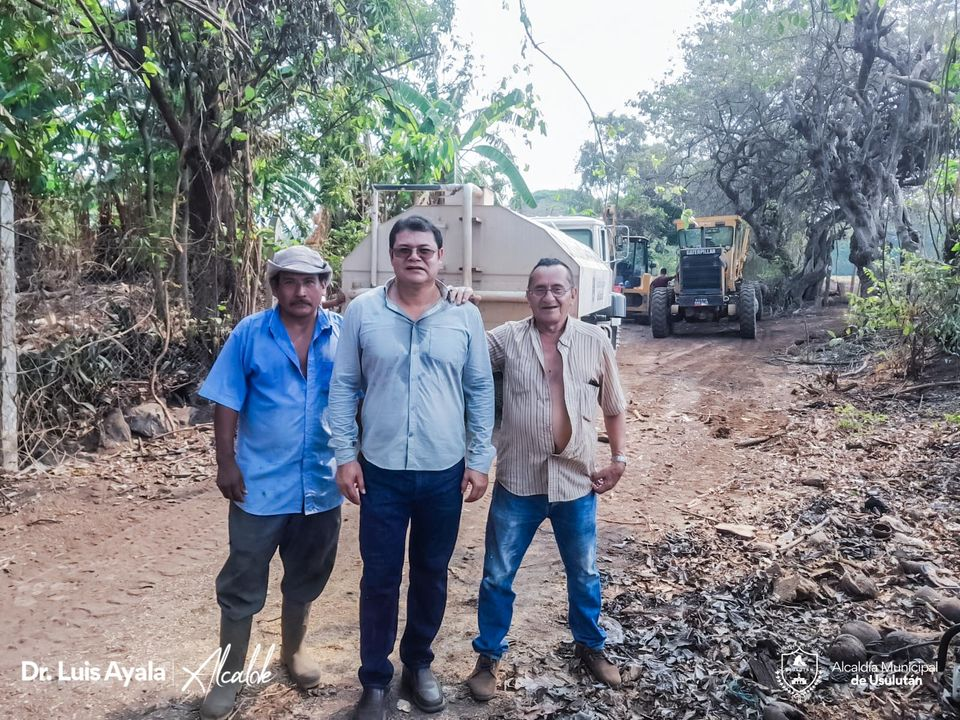 CATERPILLAR
Dr. Luis Ayala | Alcalde
Alcaldía Municipal
de Usulután